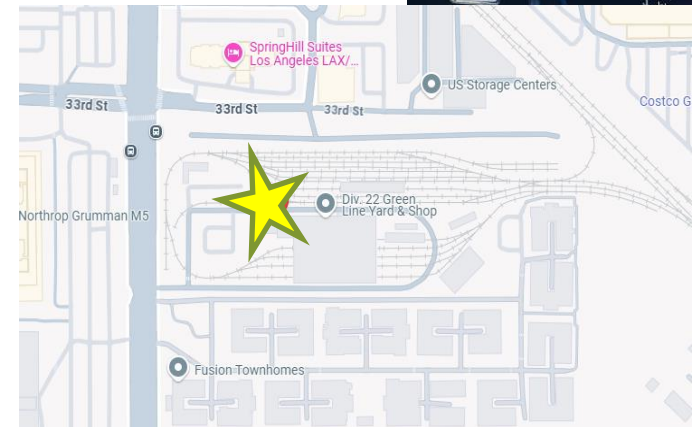 SpringHill Suites
Los Angeles LAX/...
US Storage Centers
33rd St
33rd St
33rd St
Costco G
Div. 22 Green
Line Yard & Shop
Northrop Grumman M5
Fusion Townhomes